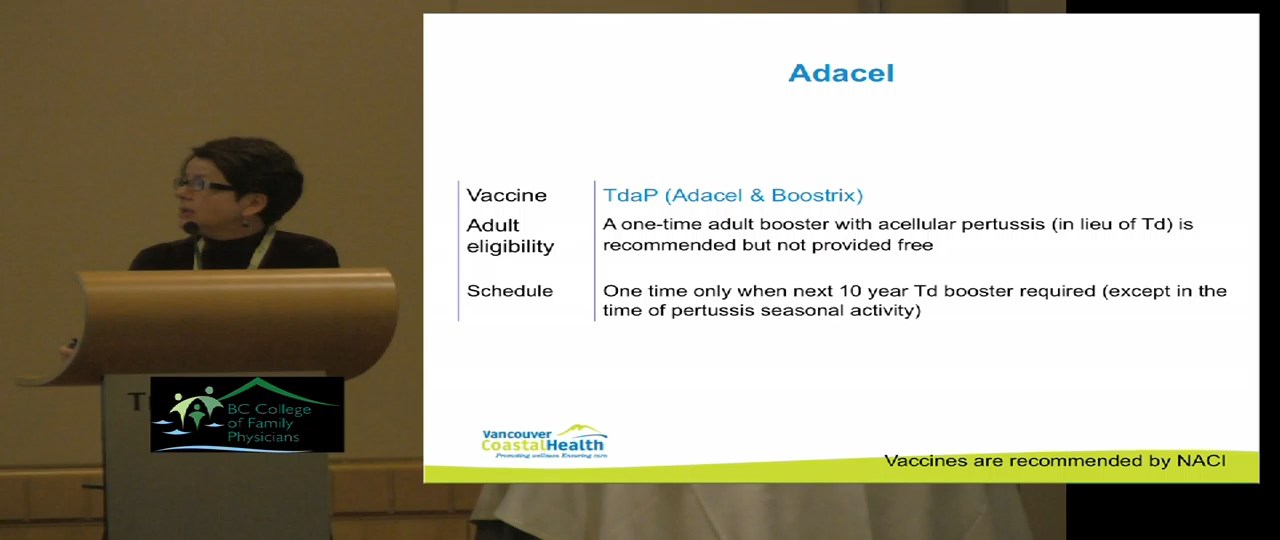 Adacel
Vaccine
TdaP (Adacel & Boostrix)
Adult
eligibility
A one-time adult booster with acellular pertussis (in lieu of Td) is
recommended but not provided free
Schedule
One time only when next 10 year Td booster required (except in the
time of pertussis seasonal activity)
Vancouver
CoastalHealth
Promoting wellness. Ensuring care.
Vaccines are recommended by NACI
BC College
of Family
Physicians